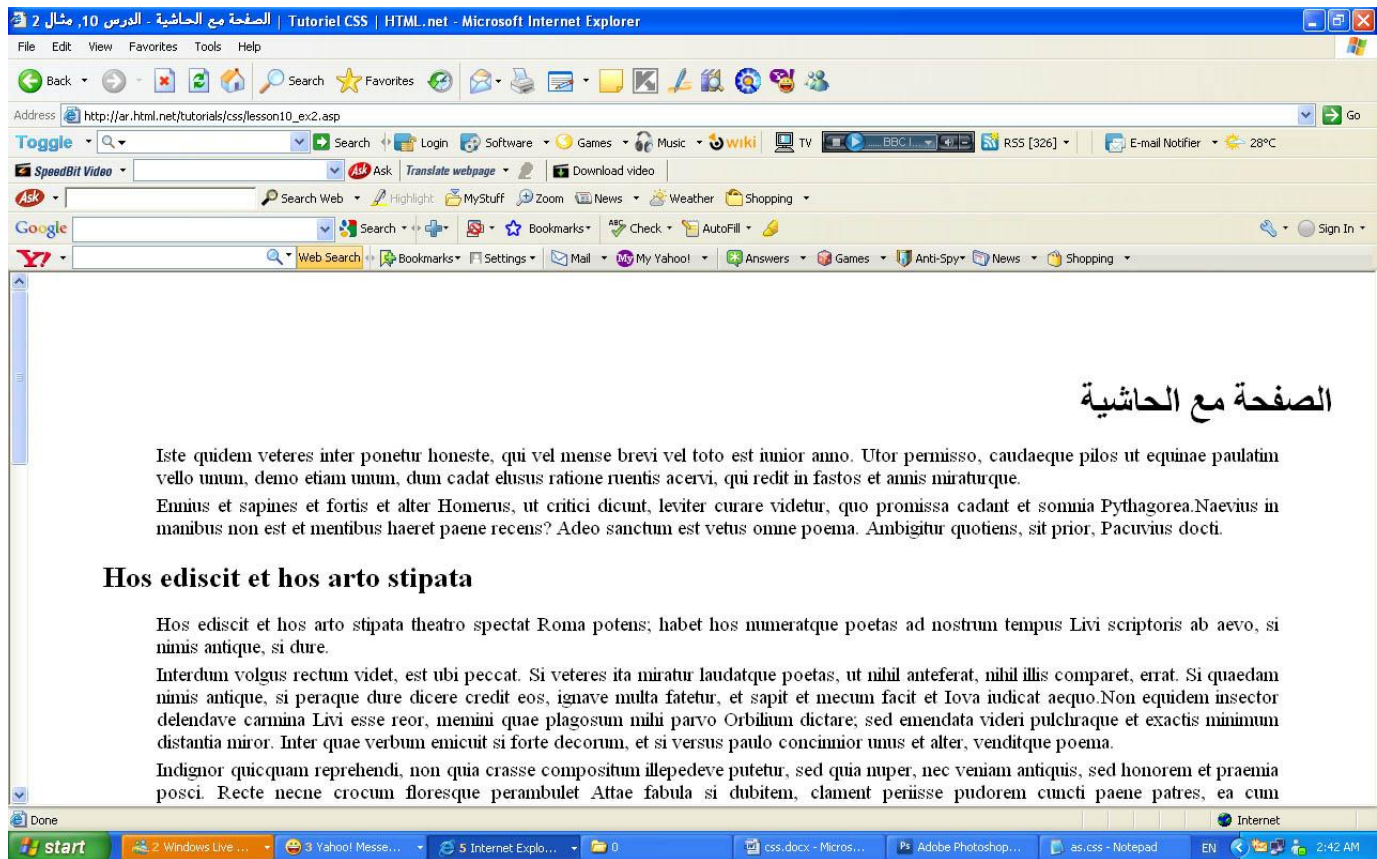 الصفحة مع الحاشية - الدرس 10, مثال 2 | Tutoriel CSS | HTML.net - Microsoft Internet Explorer
File Edit View Favorites Tools Help
Back Search Favorites
Address http://ar.html.net/tutorials/css/lesson10_ex2.asp Go
Toggle Search Login Software Games Music wiki TV .... BBC I... RSS [326] E-mail Notifier 28°C
SpeedBit Video Ask Translate webpage Download video
Ask Search Web Highlight MyStuff Zoom News Weather Shopping
Google Search Bookmarks Check AutoFill Sign In
Y! Web Search Bookmarks Settings Mail My Yahoo! Answers Games Anti-Spy News Shopping
الصفحة مع الحاشية
Iste quidem veteres inter ponetur honeste, qui vel mense brevi vel toto est iunior anno. Utor permisso, caudaeque pilos ut equinae paulatim
vello unum, demo etiam unum, dum cadat elusus ratione ruentis acervi, qui redit in fastos et annis miraturque.
Ennius et sapines et fortis et alter Homerus, ut critici dicunt, leviter curare videtur, quo promissa cadant et somnia Pythagorea.Naevius in
manibus non est et mentibus haeret paene recens? Adeo sanctum est vetus omne poema. Ambigitur quotiens, sit prior, Pacuvius docti.
Hos ediscit et hos arto stipata
Hos ediscit et hos arto stipata theatro spectat Roma potens; habet hos numeratque poetas ad nostrum tempus Livi scriptoris ab aevo, si
nimis antique, si dure.
Interdum volgus rectum videt, est ubi peccat. Si veteres ita miratur laudatque poetas, ut nihil anteferat, nihil illis comparet, errat. Si quaedam
nimis antique, si peraque dure dicere credit eos, ignave multa fatetur, et sapit et mecum facit et Iova iudicat aequo.Non equidem insector
delendave carmina Livi esse reor, memini quae plagosum mihi parvo Orbilium dictare; sed emendata videri pulchraque et exactis minimum
distantia miror. Inter quae verbum emicuit si forte decorum, et si versus paulo concinnior unus et alter, venditque poema.
Indignor quicquam reprehendi, non quia crasse compositum illepedeve putetur, sed quia nuper, nec veniam antiquis, sed honorem et praemia
posci. Recte necne crocum floresque perambulet Attae fabula si dubitem, clament periisse pudorem cuncti paene patres, ea cum
Done Internet
start 2 Windows Live ... 3 Yahoo! Messe... 5 Internet Explo... 0 css.docx - Micros... Adobe Photoshop... as.css - Notepad EN 2:42 AM